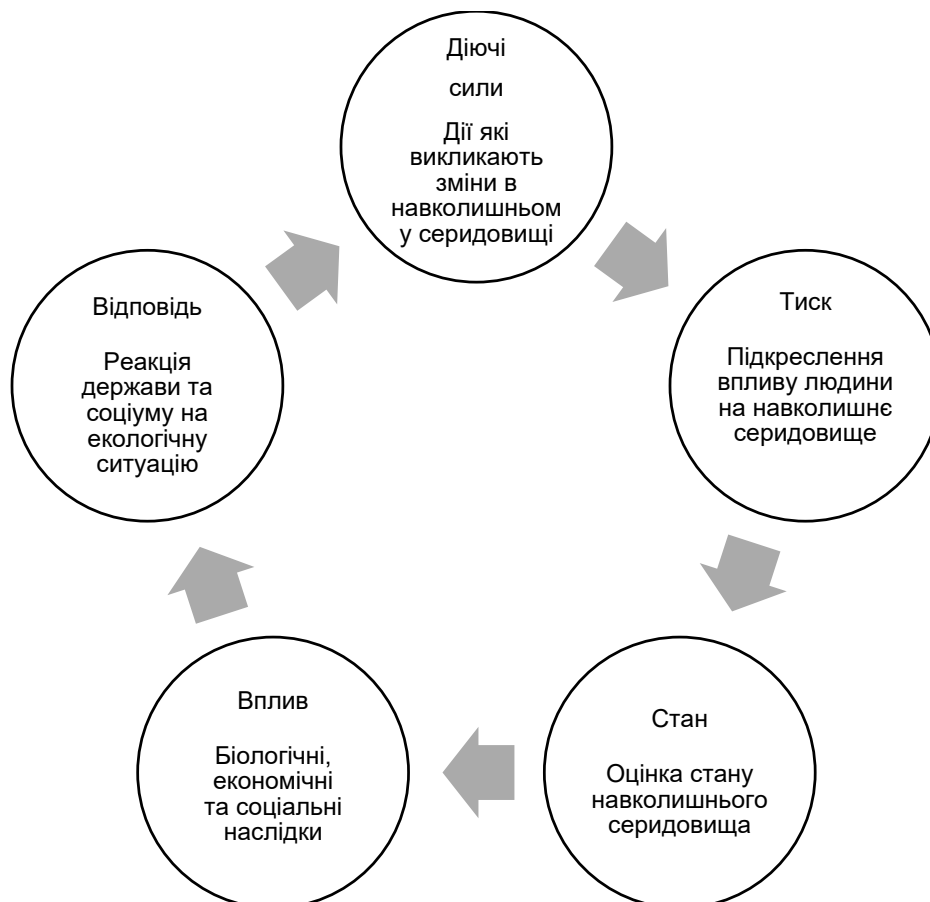 Діючі
сили
Дії які
викликають
зміни в
навколишньом
у серидовищі
Тиск
Підкреслення
впливу людини
на навколишнє
серидовище
Стан
Оцінка стану
навколишнього
серидовища
Вплив
Біологічні,
економічні
та соціальні
наслідки
Відповідь
Реакція
держави та
соціуму на
екологічну
ситуацію